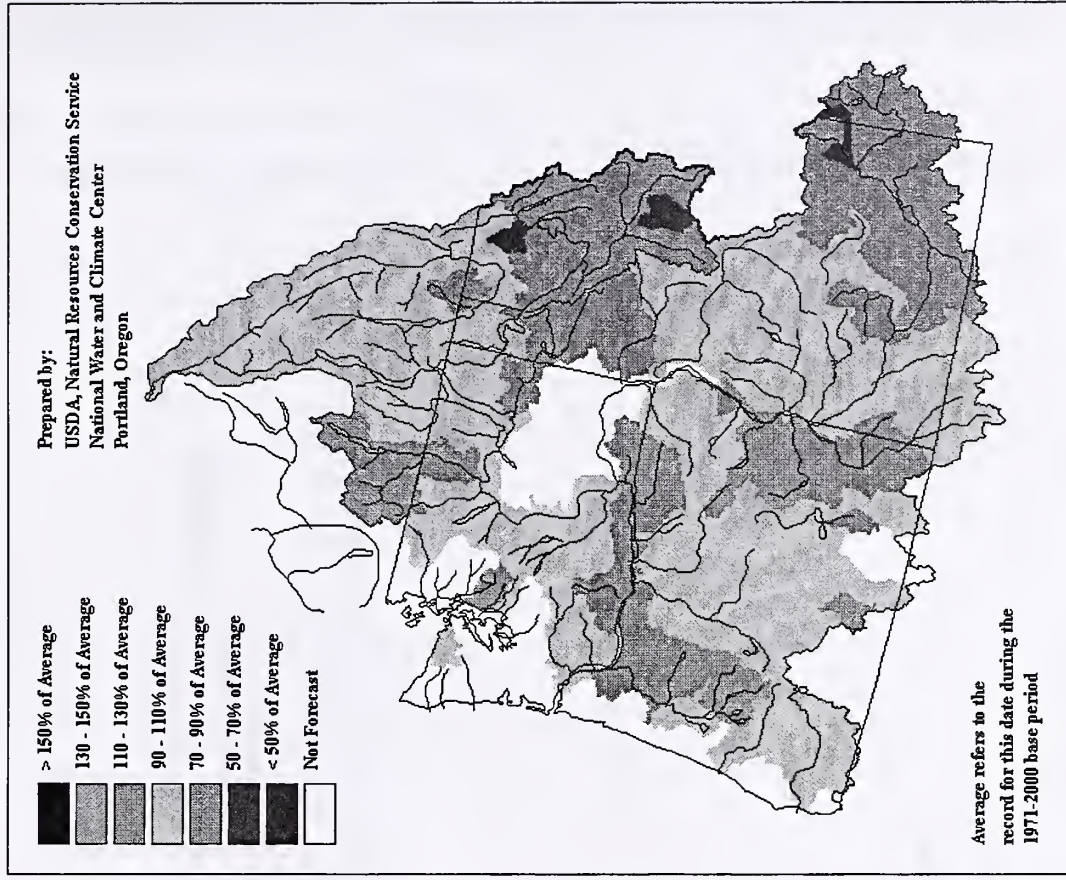 Prepared by:
USDA, Natural Resources Conservation Service
National Water and Climate Center
Portland, Oregon
> 150% of Average
130 - 150% of Average
110 - 130% of Average
90 - 110% of Average
70 - 90% of Average
50 - 70% of Average
< 50% of Average
Not Forecast
Average refers to the
record for this date during the
1971-2000 base period